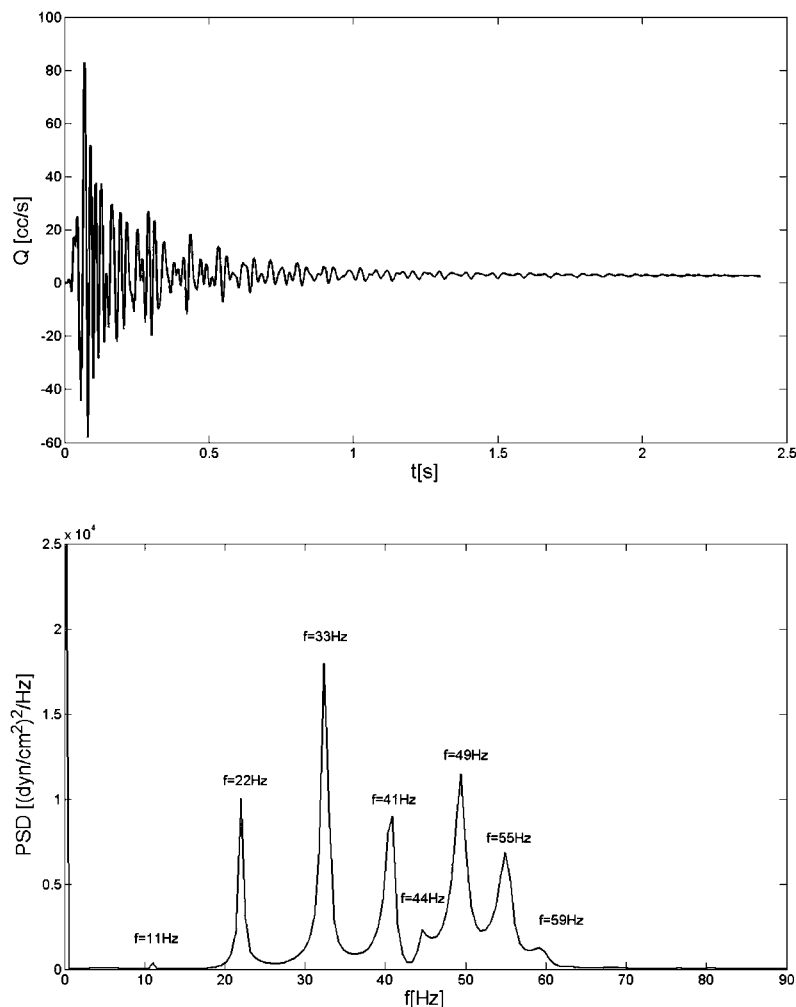 100
80
60
40
20
0
-20
-40
-60
Q [cc/s]
0 0.5 1 1.5 2 2.5
t[s]
x 10^4
2.5
2
1.5
1
0.5
0
PSD [(dyn/cm²)²/Hz]
f=33Hz
f=22Hz
f=49Hz
f=41Hz
f=55Hz
f=44Hz
f=59Hz
f=11Hz
0 10 20 30 40 50 60 70 80 90
f[Hz]